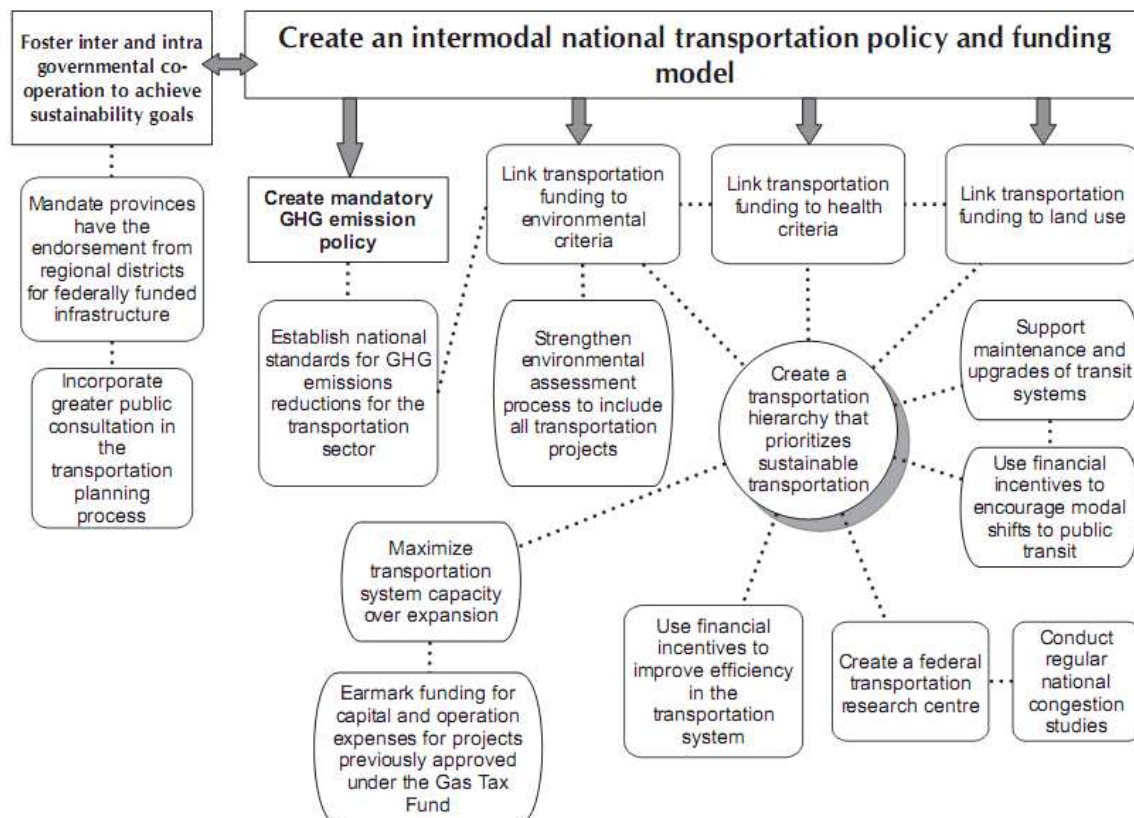 Foster inter and intra
governmental co-
operation to achieve
sustainability goals
Create an intermodal national transportation policy and funding
model
Mandate provinces
have the
endorsement from
regional districts
for federally funded
infrastructure
Incorporate
greater public
consultation in
the
transportation
planning
process
Create mandatory
GHG emission
policy
Establish national
standards for GHG
emissions
reductions for the
transportation
sector
Link transportation
funding to
environmental
criteria
Link transportation
funding to health
criteria
Link transportation
funding to land use
Strengthen
environmental
assessment
process to include
all transportation
projects
Create a
transportation
hierarchy that
prioritizes
sustainable
transportation
Support
maintenance and
upgrades of transit
systems
Use financial
incentives to
encourage modal
shifts to public
transit
Maximize
transportation
system capacity
over expansion
Earmark funding for
capital and operation
expenses for projects
previously approved
under the Gas Tax
Fund
Use financial
incentives to
improve efficiency
in the
transportation
system
Create a federal
transportation
research centre
Conduct
regular
national
congestion
studies